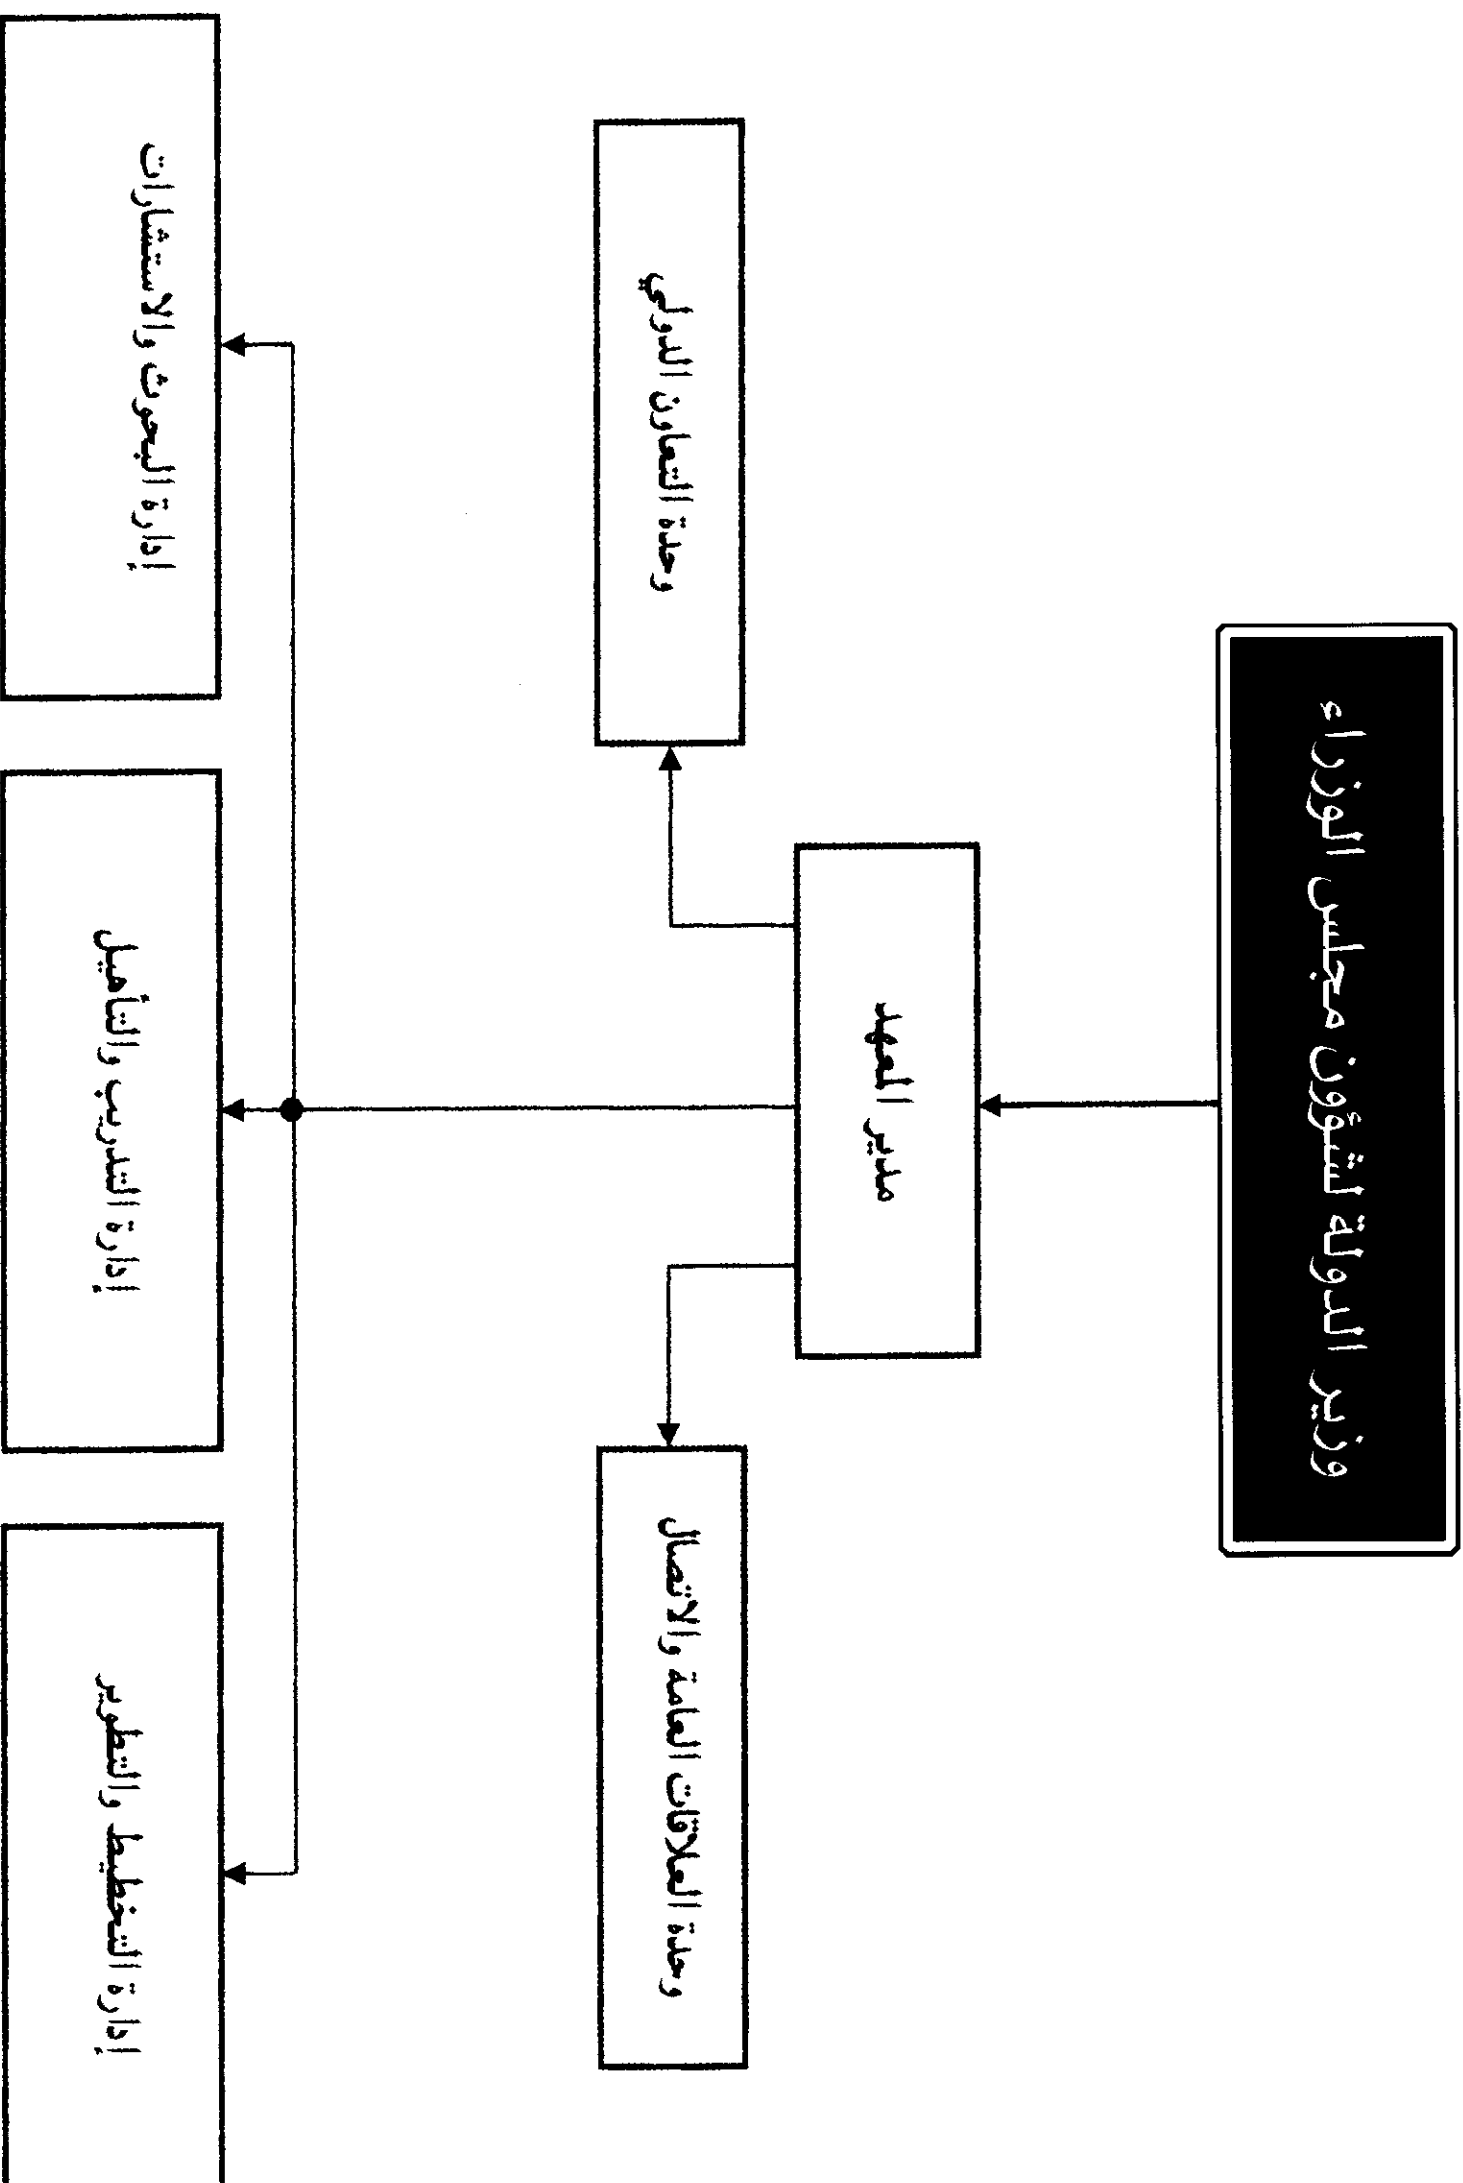 وزير الدولة لشؤون مجلس الوزراء
مدير المعهد
وحدة العلاقات العامة والاتصال
وحدة التعاون الدولي
إدارة التخطيط والتطوير
إدارة التدريب والتأهيل
إدارة البحوث والاستشارات